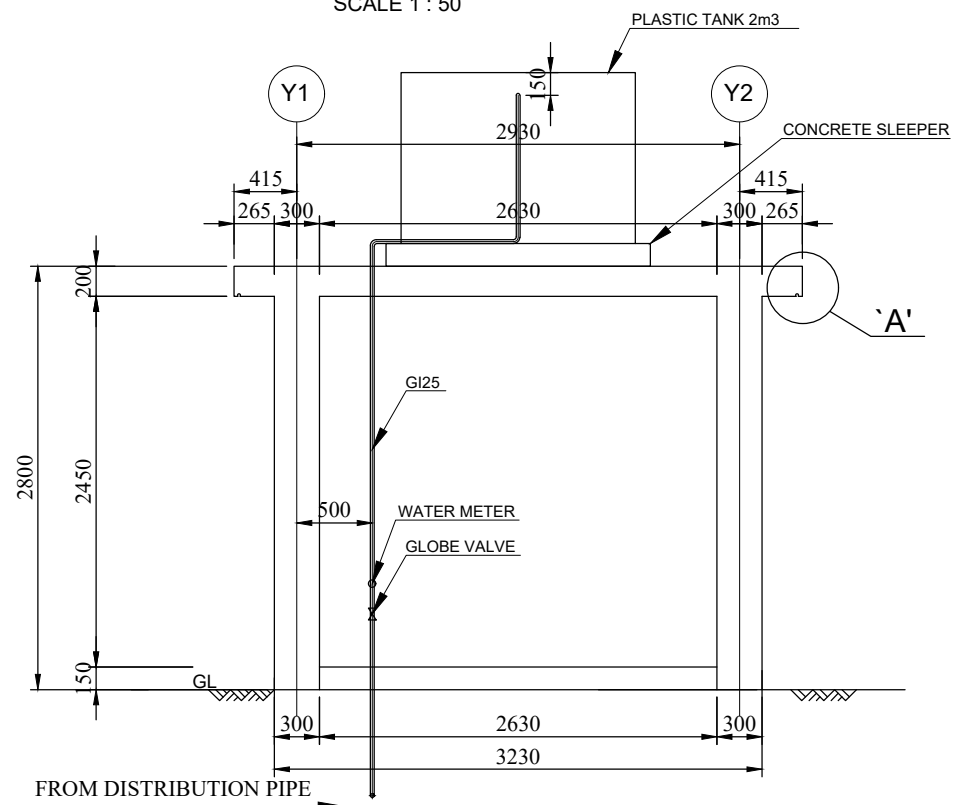 SCALE 1 : 50
PLASTIC TANK 2m3
150
Y1
Y2
2930
CONCRETE SLEEPER
415
415
265
300
2630
300
265
200
`A'
GI25
2800
2450
500
WATER METER
GLOBE VALVE
150
GL
300
2630
300
3230
FROM DISTRIBUTION PIPE